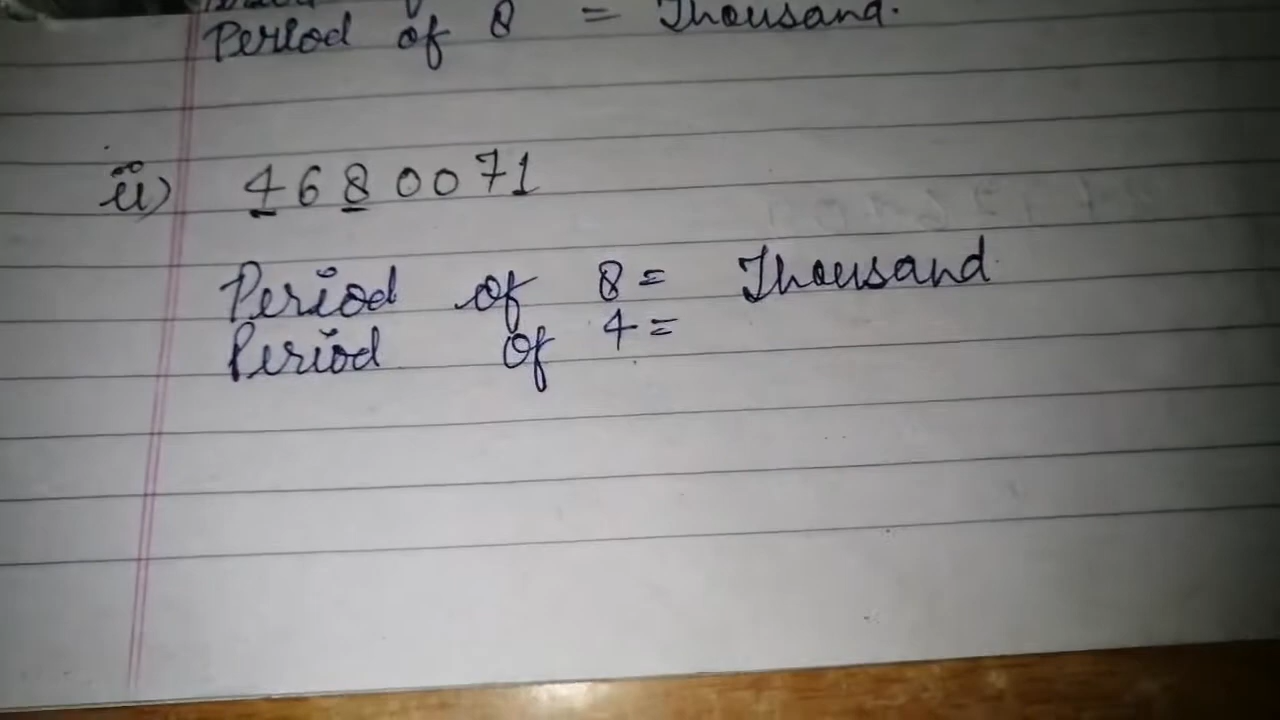 Period of 8 = Thousand.
ii) 4680071
Period of 8 = Thousand
Period of 4 =